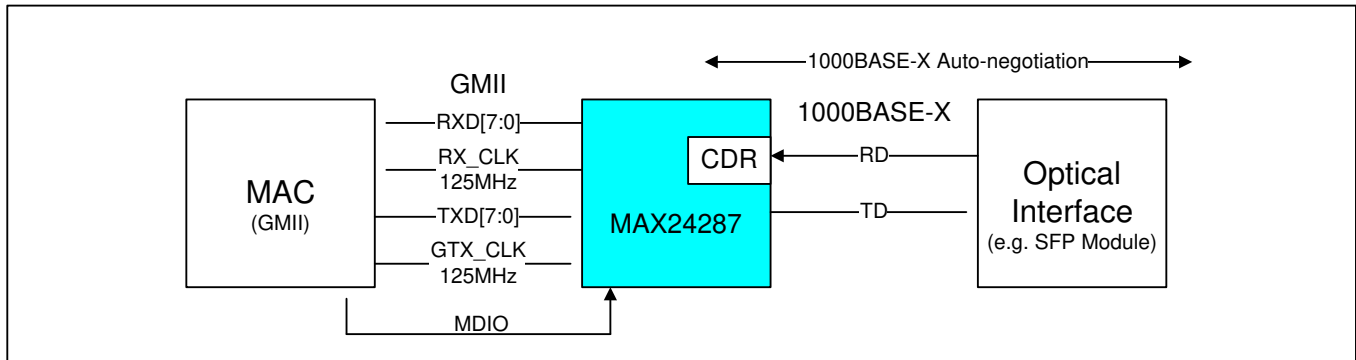 1000BASE-X Auto-negotiation
GMII
1000BASE-X
RXD[7:0]
RX_CLK
125MHz
TXD[7:0]
GTX_CLK
125MHz
MDIO
MAC
(GMII)
CDR
MAX24287
RD
TD
Optical
Interface
(e.g. SFP Module)